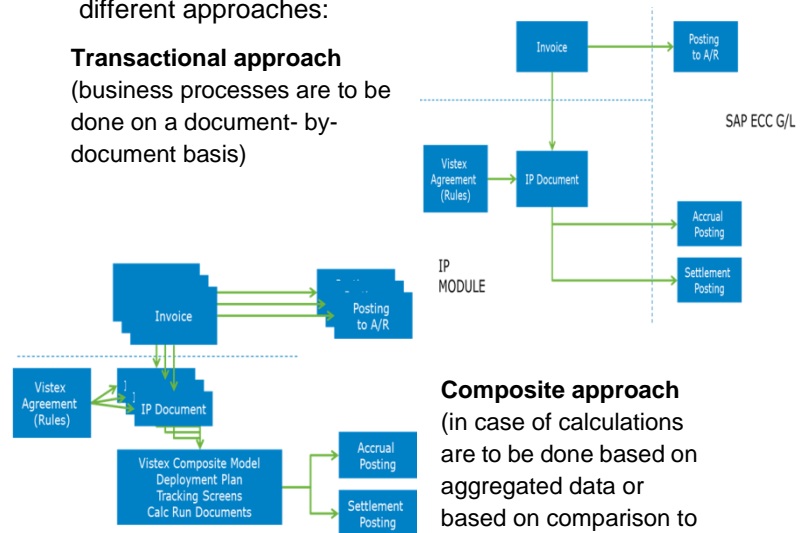 different approaches:
Transactional approach
(business processes are to be
done on a document- by-
document basis)
Invoice
Posting
to A/R
SAP ECC G/L
Vistex
Agreement
(Rules)
IP Document
Accrual
Posting
Settlement
Posting
IP
MODULE
Invoice
Posting
to A/R
Vistex
Agreement
(Rules)
IP Document
Vistex Composite Model
Deployment Plan
Tracking Screens
Calc Run Documents
Accrual
Posting
Settlement
Posting
Composite approach
(in case of calculations
are to be done based on
aggregated data or
based on comparison to